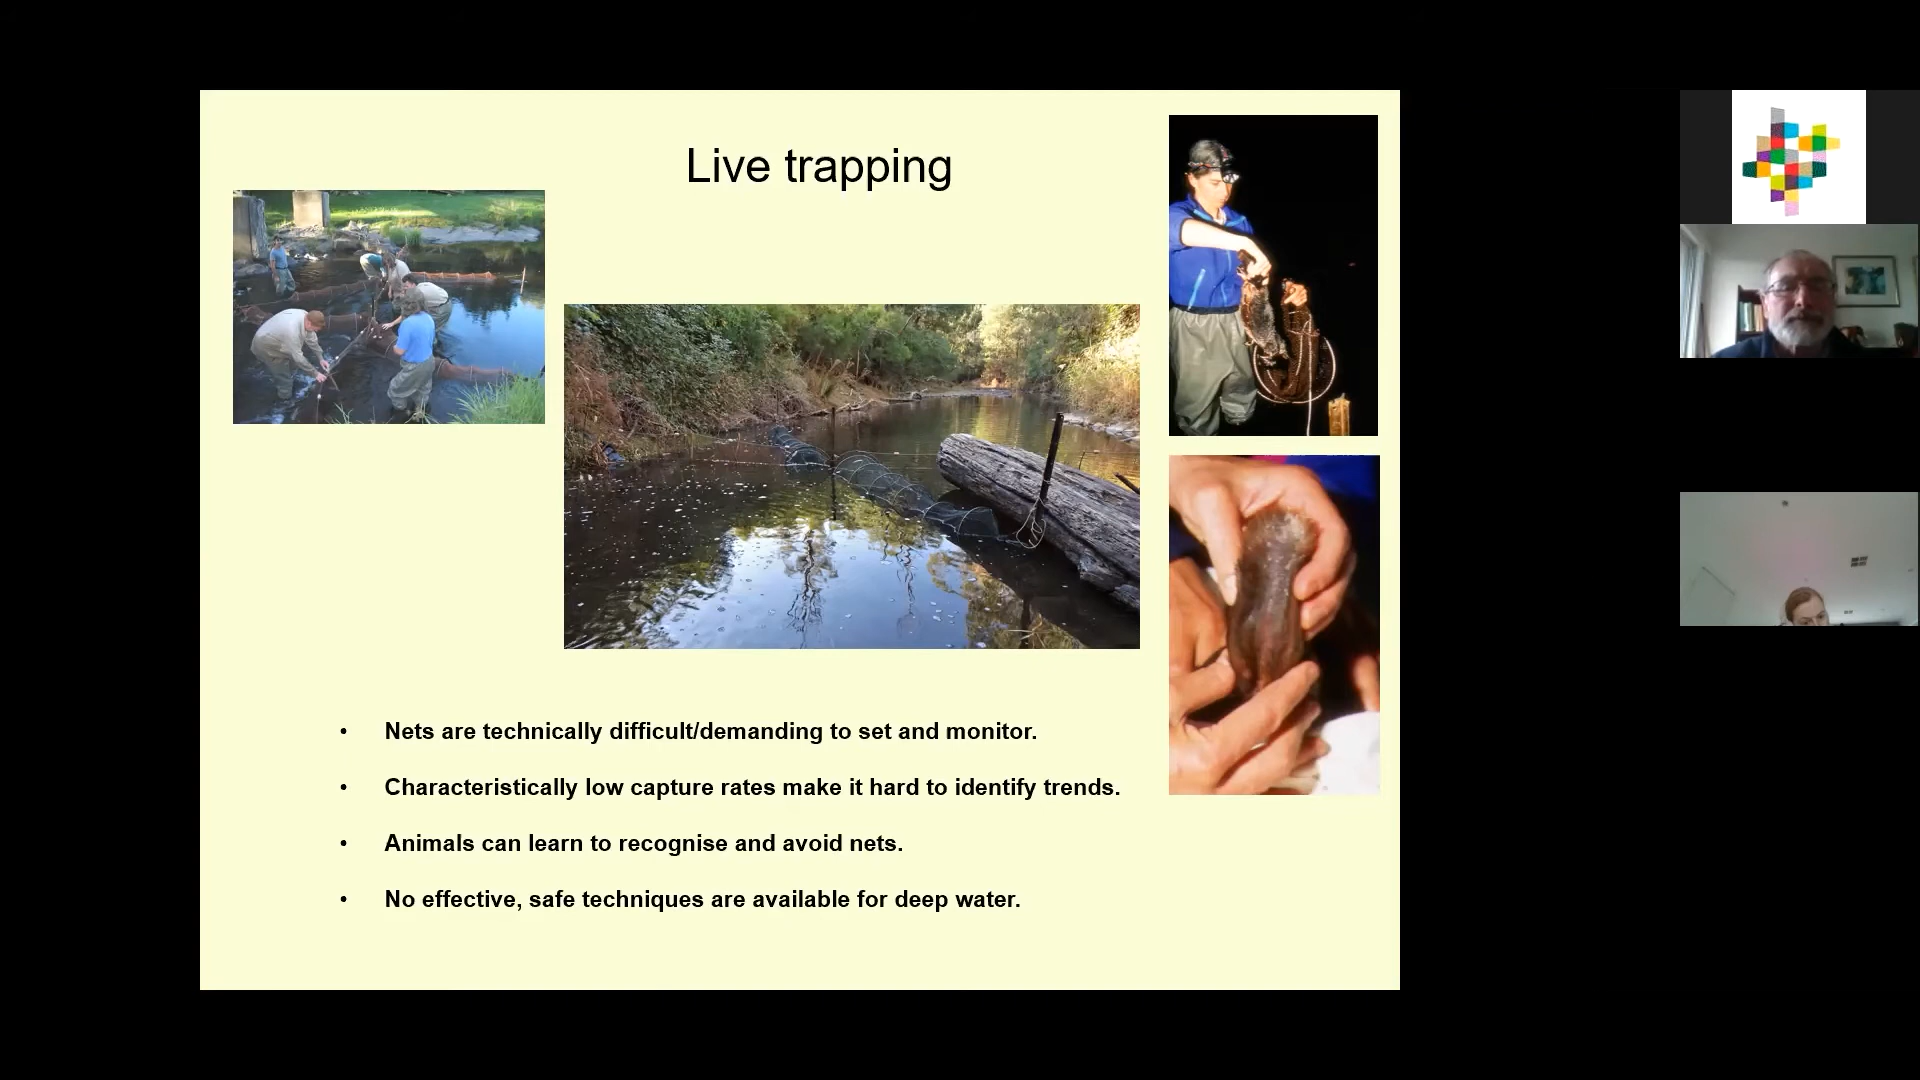 Live trapping
• Nets are technically difficult/demanding to set and monitor.
• Characteristically low capture rates make it hard to identify trends.
• Animals can learn to recognise and avoid nets.
• No effective, safe techniques are available for deep water.